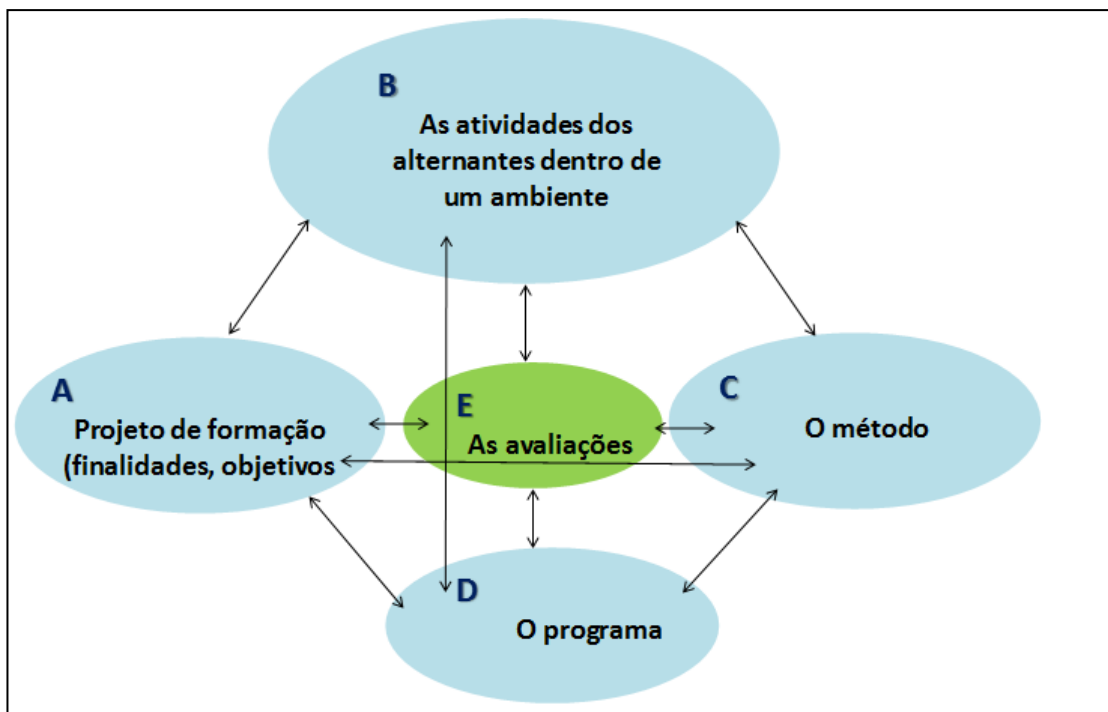 B
As atividades dos
alternantes dentro de
um ambiente
A
Projeto de formação
(finalidades, objetivos
E
As avaliações
C
O método
D
O programa